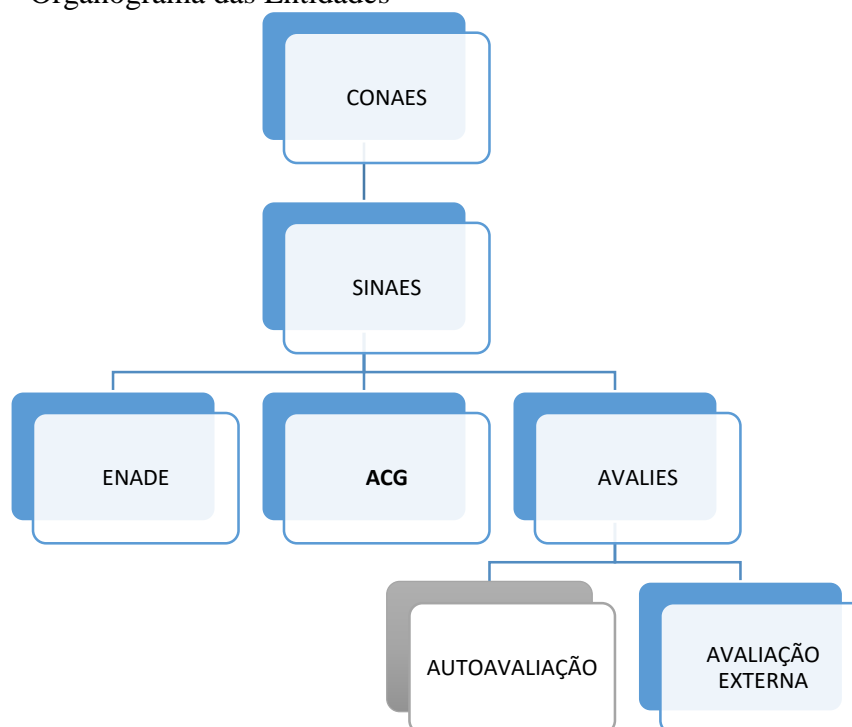 Organograma das Entidades
CONAES
SINAES
ENADE
ACG
AVALIES
AUTOAVALIAÇÃO
AVALIAÇÃO
EXTERNA